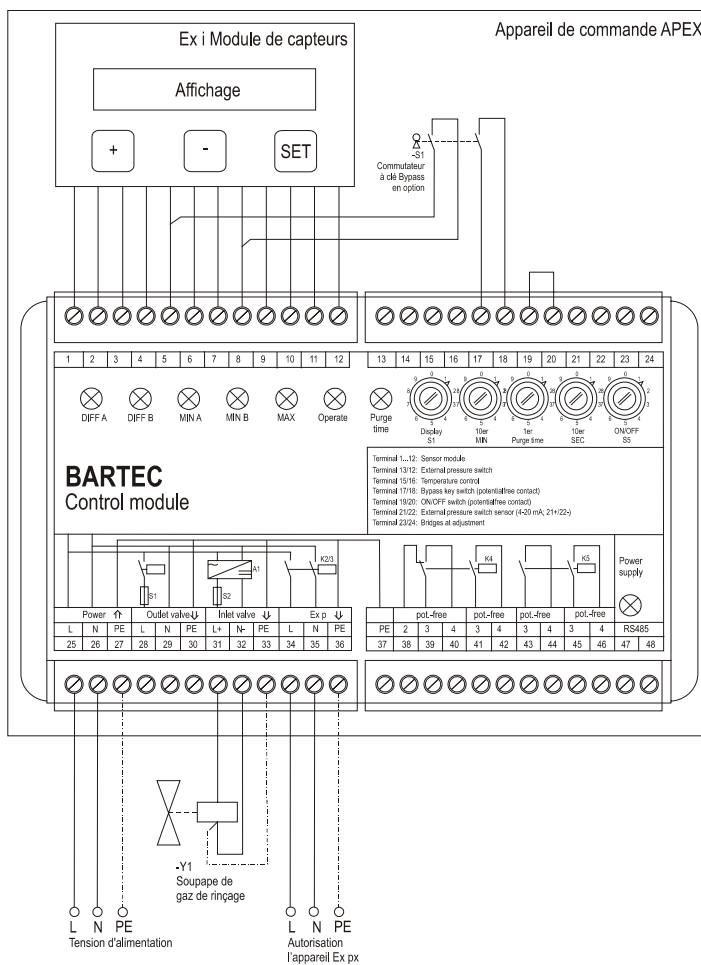 Appareil de commande APEX
Ex i Module de capteurs
Affichage
+ - SET
-S1
Commutateur
à clé Bypass
en option
1 2 3 4 5 6 7 8 9 10 11 12 13 14 15 16 17 18 19 20 21 22 23 24
DIFF A DIFF B MIN A MIN B MAX Operate Purge
time
Display
S1
10er
MIN
1er
Purge time
10er
SEC
ON/OFF
S5
BARTEC
Control module
Terminal 1...12: Sensor module
Terminal 13/12: External pressure switch
Terminal 15/16: Temperature control
Terminal 17/18: Bypass key switch (potentialfree contact)
Terminal 19/20: ON/OFF switch (potentialfree contact)
Terminal 21/22: External pressure switch sensor (4-20 mA; 21+/22-)
Terminal 23/24: Bridges at adjustment
S1 S2 A1 K2/3 K4 K5
Power
supply
Power Outlet valve Inlet valve Ex p pot.-free pot.-free pot.-free pot.-free
L N PE L N PE L+ N- PE L N PE PE 2 3 4 3 4 3 4 3 4 RS485
25 26 27 28 29 30 31 32 33 34 35 36 37 38 39 40 41 42 43 44 45 46 47 48
-Y1
Soupape de
gaz de rinçage
L N PE
Tension d'alimentation
L N PE
Autorisation
l'appareil Ex px